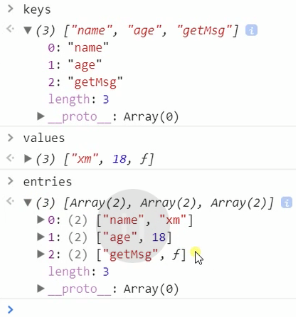 keys
(3) ["name", "age", "getMsg"] i
0: "name"
1: "age"
2: "getMsg"
length: 3
__proto__: Array(0)
values
(3) ["xm", 18, f]
entries
(3) [Array(2), Array(2), Array(2)] i
0: (2) ["name", "xm"]
1: (2) ["age", 18]
2: (2) ["getMsg", f]
length: 3
__proto__: Array(0)